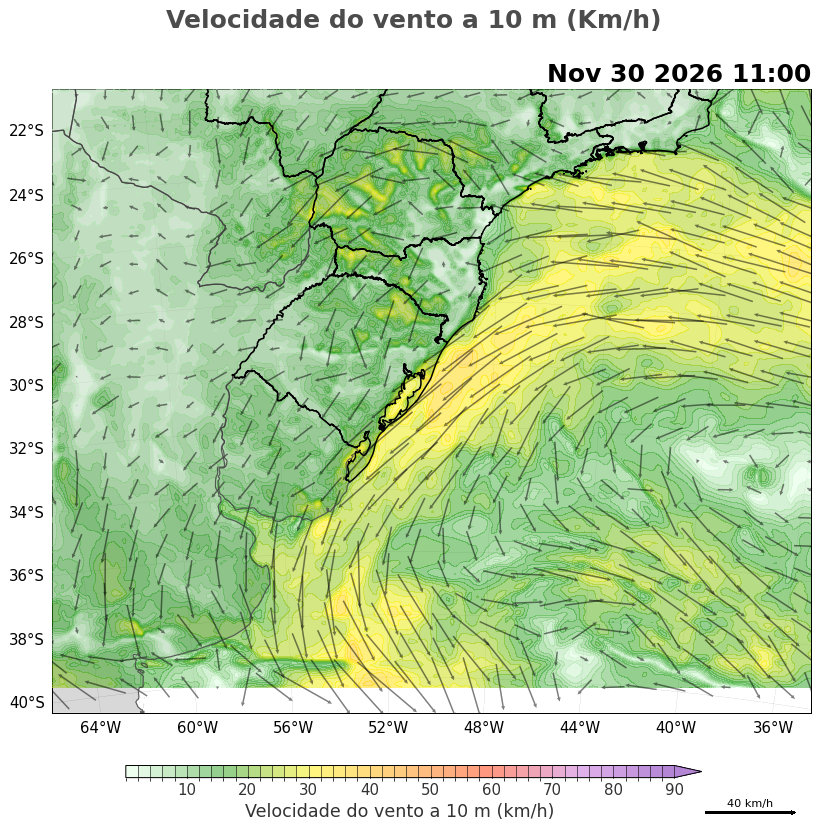 Velocidade do vento a 10 m (Km/h)
Nov 30 2026 11:00
22°S
24°S
26°S
28°S
30°S
32°S
34°S
36°S
38°S
40°S
64°W 60°W 56°W 52°W 48°W 44°W 40°W 36°W
10 20 30 40 50 60 70 80 90
Velocidade do vento a 10 m (km/h)
40 km/h